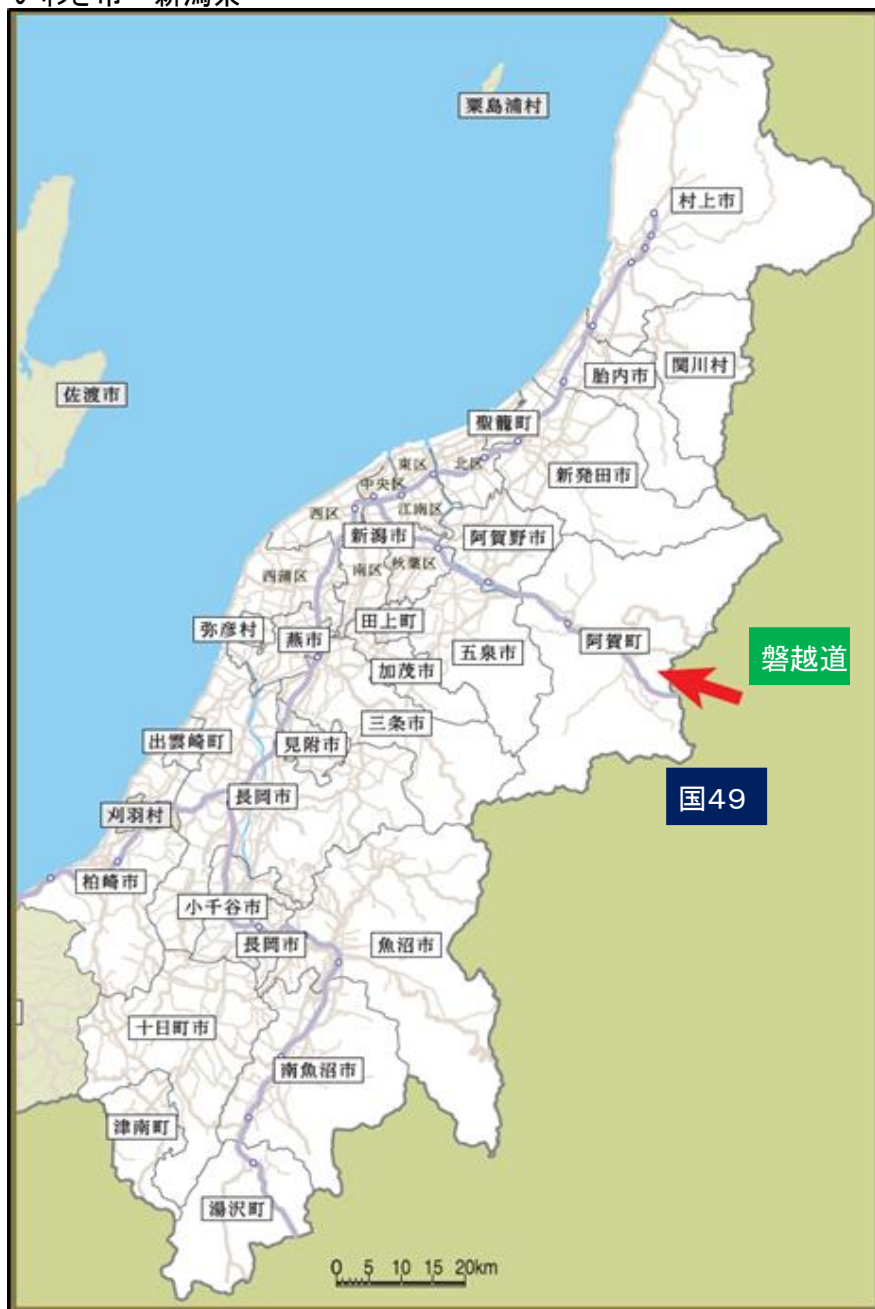 粟島浦村
村上市
関川村
胎内市
佐渡市
聖籠町
東区
北区
新発田市
中央区
江南区
西区
新潟市
阿賀野市
秋葉区
西蒲区
南区
田上町
弥彦村
燕市
五泉市
阿賀町
磐越道
加茂市
三条市
出雲崎町
見附市
長岡市
国49
刈羽村
柏崎市
小千谷市
長岡市
魚沼市
十日町市
南魚沼市
津南町
湯沢町
0 5 10 15 20km